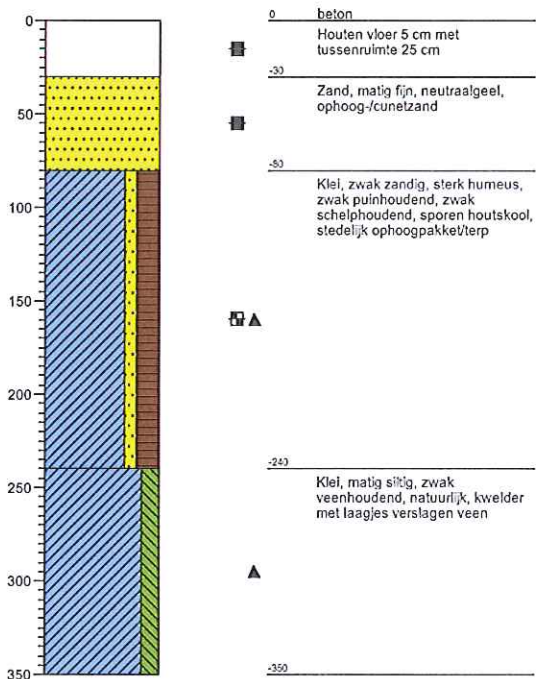 0
0
beton
Houten vloer 5 cm met
tussenruimte 25 cm
-30
Zand, matig fijn, neutraalgeel,
ophoog-/cunetzand
50
-80
Klei, zwak zandig, sterk humeus,
zwak puinhoudend, zwak
schelphoudend, sporen houtskool,
stedelijk ophoogpakket/terp
100
150
200
-240
Klei, matig siltig, zwak
veenhoudend, natuurlijk, kwelder
met laagjes verslagen veen
250
300
350
-350